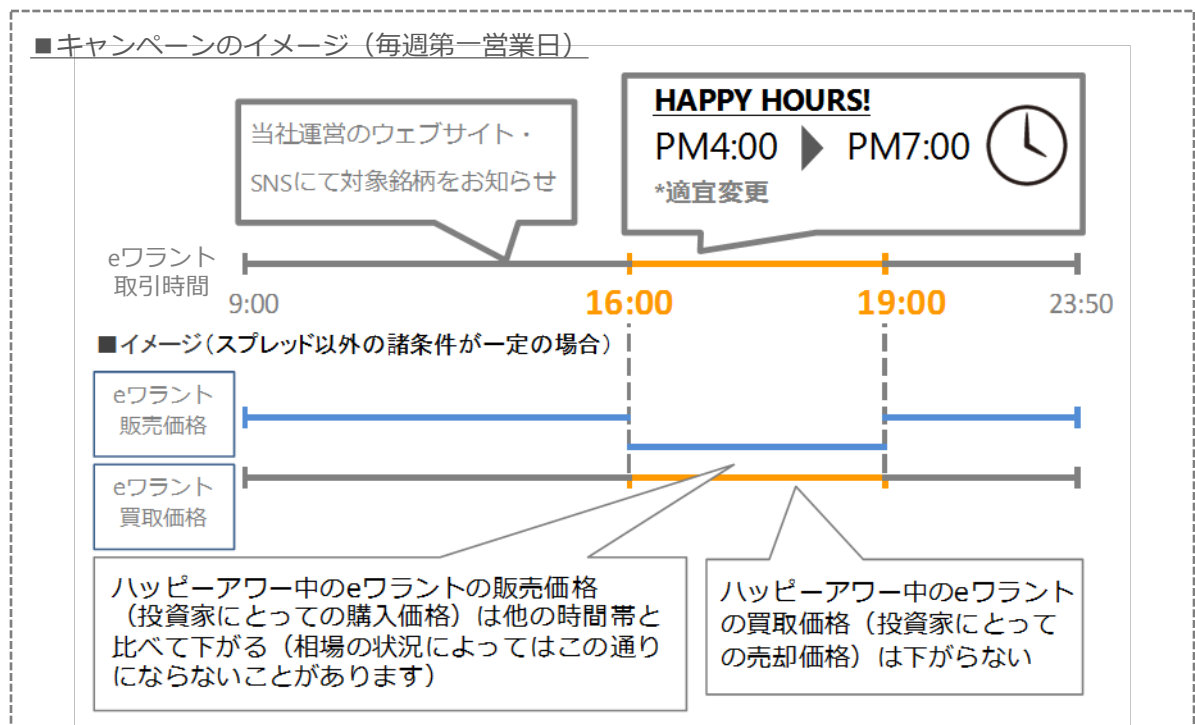 ■キャンペーンのイメージ（毎週第一営業日）
当社運営のウェブサイト・
SNSにて対象銘柄をお知らせ
HAPPY HOURS!
PM4:00 ▶ PM7:00
*適宜変更
eワラント
取引時間
9:00
16:00
19:00
23:50
■イメージ（スプレッド以外の諸条件が一定の場合）
eワラント
販売価格
eワラント
買取価格
ハッピーアワー中のeワラントの販売価格
（投資家にとっての購入価格）は他の時間帯と
比べて下がる（相場の状況によってはこの通り
にならないことがあります）
ハッピーアワー中のeワラント
の買取価格（投資家にとって
の売却価格）は下がらない